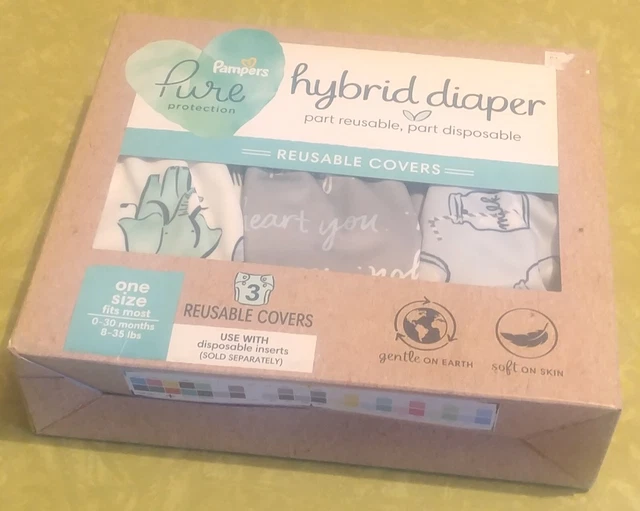 Pampers
Pure
protection
hybrid diaper
part reusable, part disposable
REUSABLE COVERS
eart you
milk
one
size
fits most
0-30 months
8-35 lbs
3
REUSABLE COVERS
USE WITH
disposable inserts
(SOLD SEPARATELY)
gentle ON EARTH
soft ON SKIN